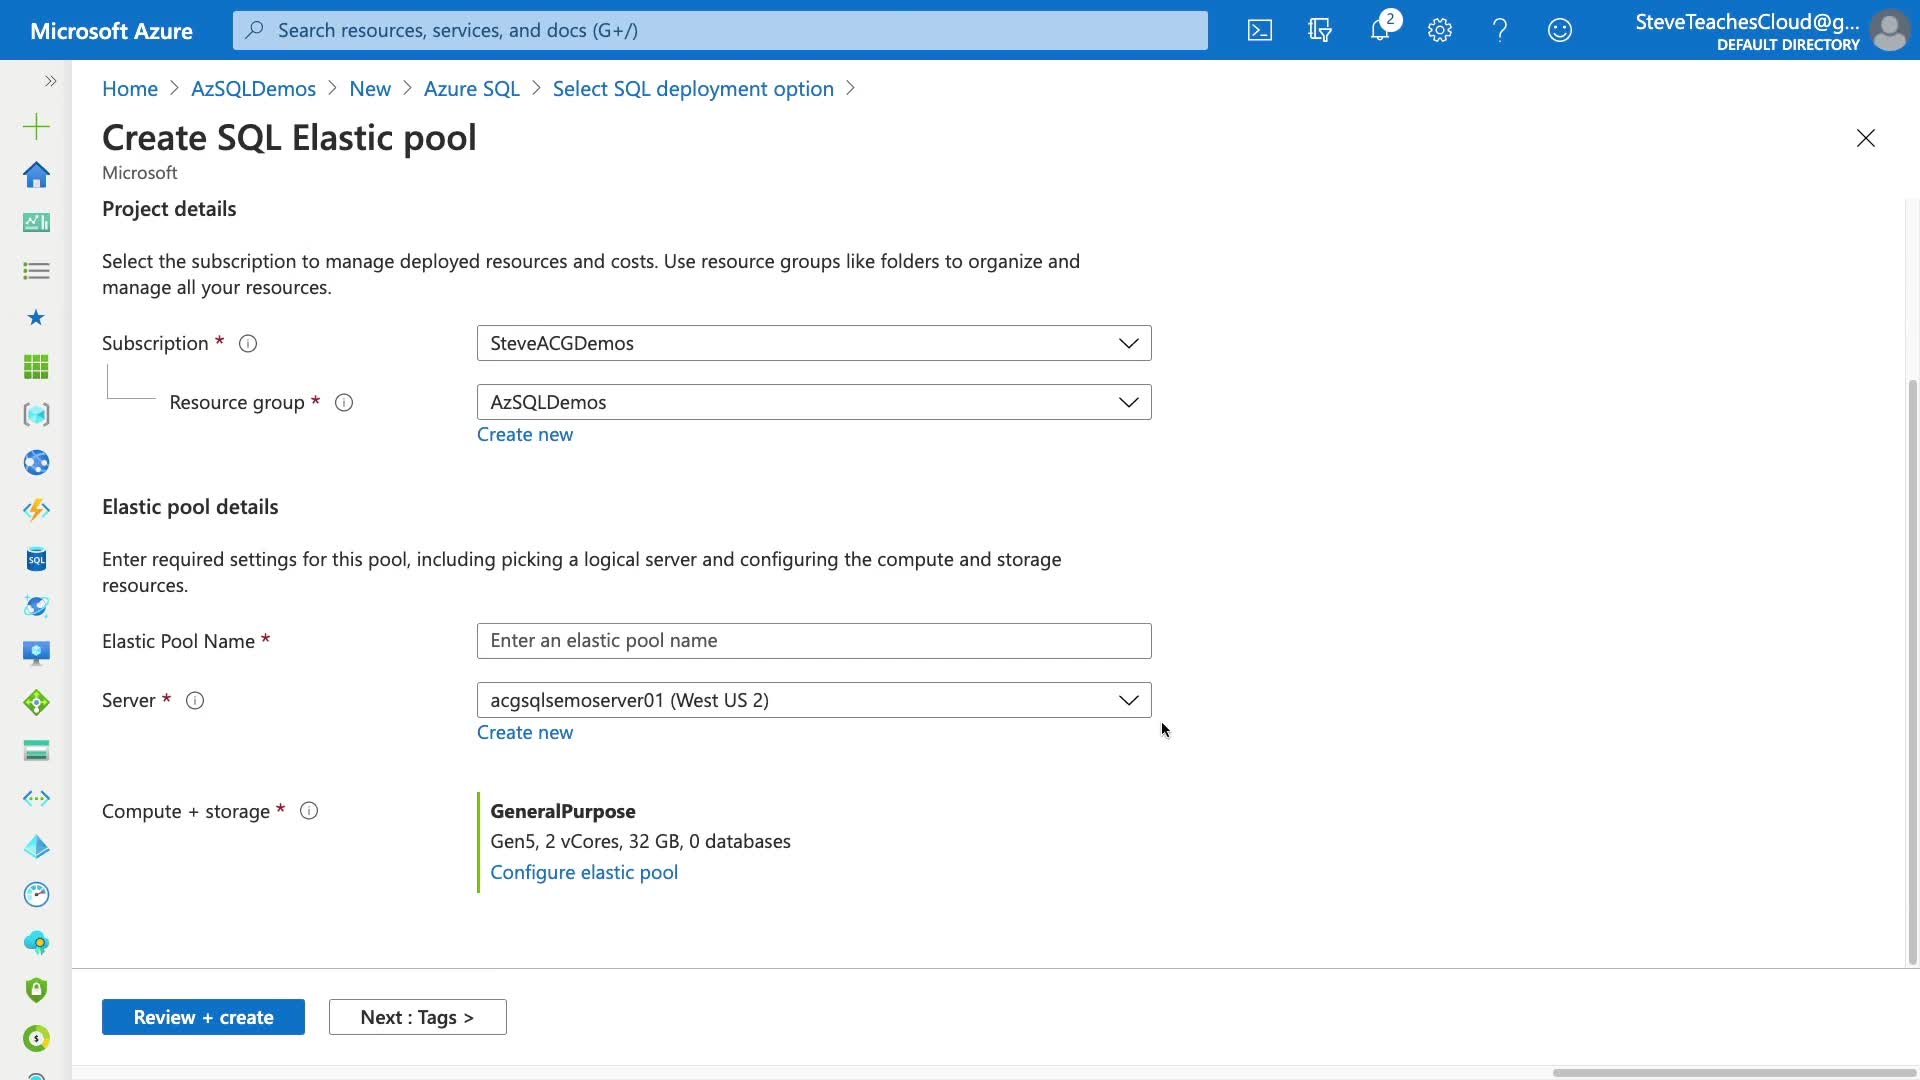 Microsoft Azure
Search resources, services, and docs (G+/)
2
SteveTeachesCloud@g...
DEFAULT DIRECTORY
Home > AzSQLDemos > New > Azure SQL > Select SQL deployment option >
Create SQL Elastic pool
Microsoft
Project details
Select the subscription to manage deployed resources and costs. Use resource groups like folders to organize and
manage all your resources.
Subscription *
SteveACGDemos
Resource group *
AzSQLDemos
Create new
Elastic pool details
Enter required settings for this pool, including picking a logical server and configuring the compute and storage
resources.
Elastic Pool Name *
Enter an elastic pool name
Server *
acgsqlsemoserver01 (West US 2)
Create new
Compute + storage *
GeneralPurpose
Gen5, 2 vCores, 32 GB, 0 databases
Configure elastic pool
SQL
Review + create
Next : Tags >